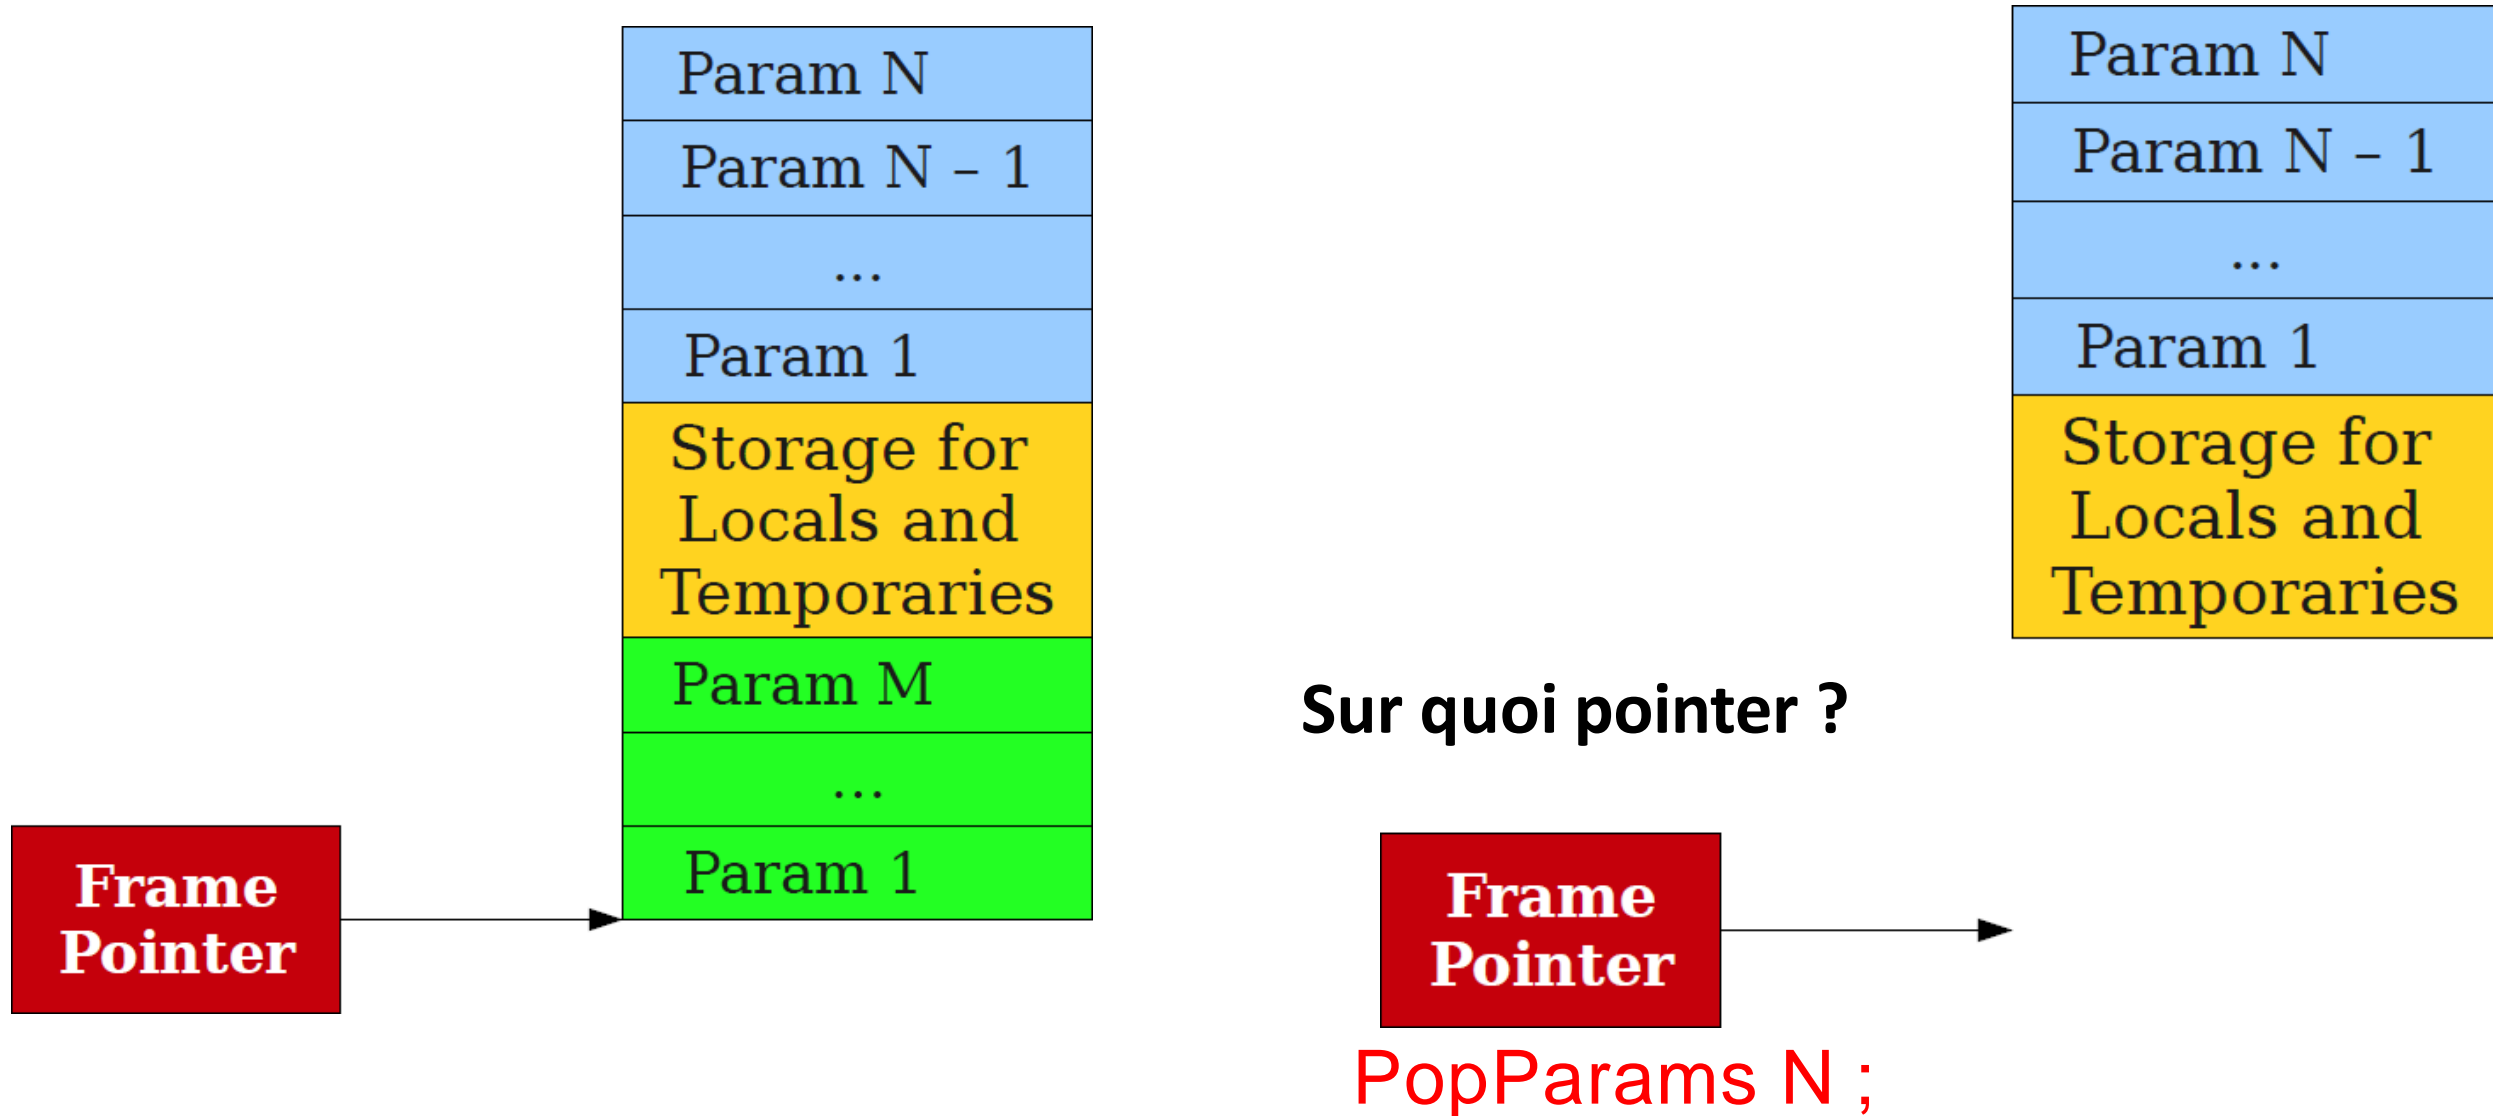 Param N
Param N – 1
...
Param 1
Storage for
Locals and
Temporaries
Param M
...
Param 1
Frame
Pointer
Param N
Param N – 1
...
Param 1
Storage for
Locals and
Temporaries
Sur quoi pointer ?
Frame
Pointer
PopParams N ;